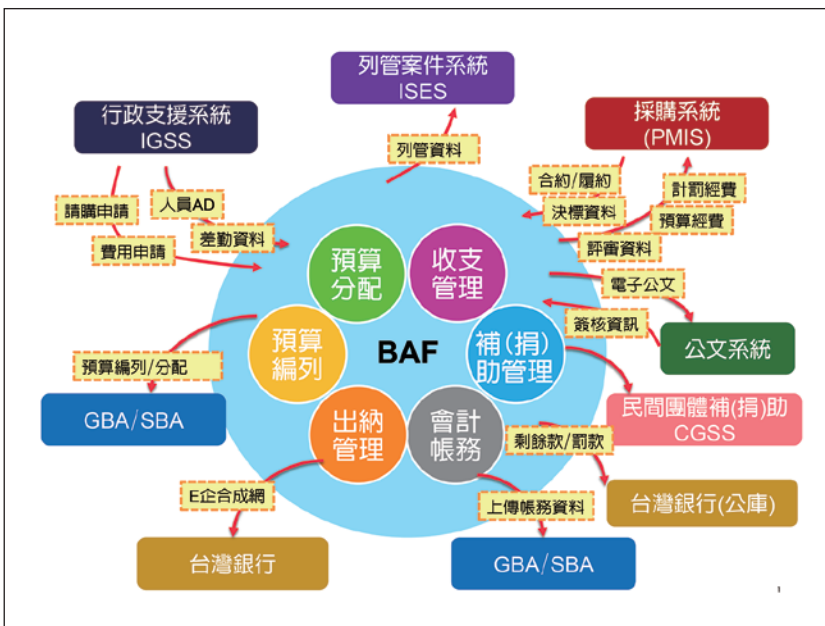 列管案件系統
ISES
行政支援系統
IGSS
採購系統
(PMIS)
列管資料
合約/履約
計罰經費
請購申請
人員AD
決標資料
預算經費
費用申請
差勤資料
評審資料
預算
分配
收支
管理
電子公文
簽核資訊
預算
編列
BAF
補(捐)
助管理
公文系統
預算編列/分配
GBA/SBA
出納
管理
會計
帳務
民間團體補(捐)助
CGSS
剩餘款/罰款
E企合成網
上傳帳務資料
台灣銀行(公庫)
台灣銀行
GBA/SBA
1